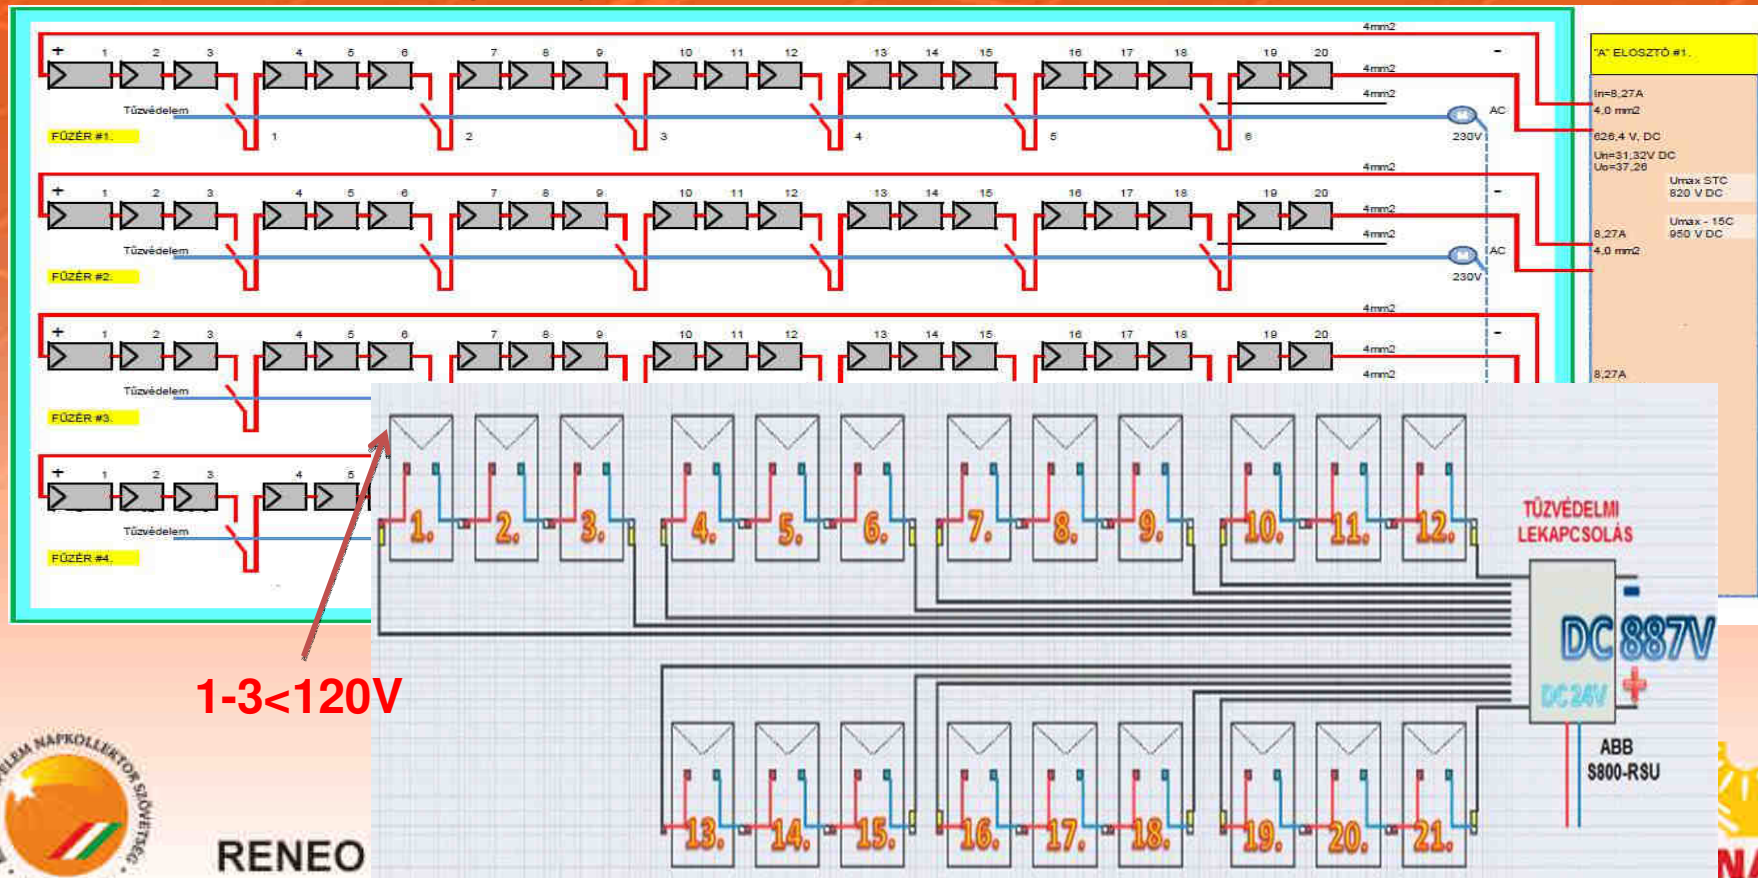 4mm2
+ 1 2 3 4 5 6 7 8 9 10 11 12 13 14 15 16 17 18 19 20 -
4mm2
4mm2
Tűzvédelem
AC
FÜZÉR #1.
1 2 3 4 5 6
230V
4mm2
+ 1 2 3 4 5 6 7 8 9 10 11 12 13 14 15 16 17 18 19 20 -
4mm2
4mm2
Tűzvédelem
AC
FÜZÉR #2.
230V
4mm2
+ 1 2 3 4 5 6 7 8 9 10 11 12 13 14 15 16 17 18 19 20 -
4mm2
4mm2
Tűzvédelem
FÜZÉR #3.
+ 1 2 3 4 5
Tűzvédelem
FÜZÉR #4.
"A" ELOSZTÓ #1.
In=8,27A
4,0 mm2
626,4 V, DC
Un=31,32V DC
Uo=37,26
Umax STC
820 V DC
Umax - 15C
950 V DC
8,27A
4,0 mm2
8,27A
1. 2. 3. 4. 5. 6. 7. 8. 9. 10. 11. 12.
TŰZVÉDELMI
LEKAPCSOLÁS
-
DC 887V
DC 24V +
13. 14. 15. 16. 17. 18. 19. 20. 21.
ABB
S800-RSU
1-3<120V
NAPKOLLEKTOR SZÖVETSÉG
RENEO